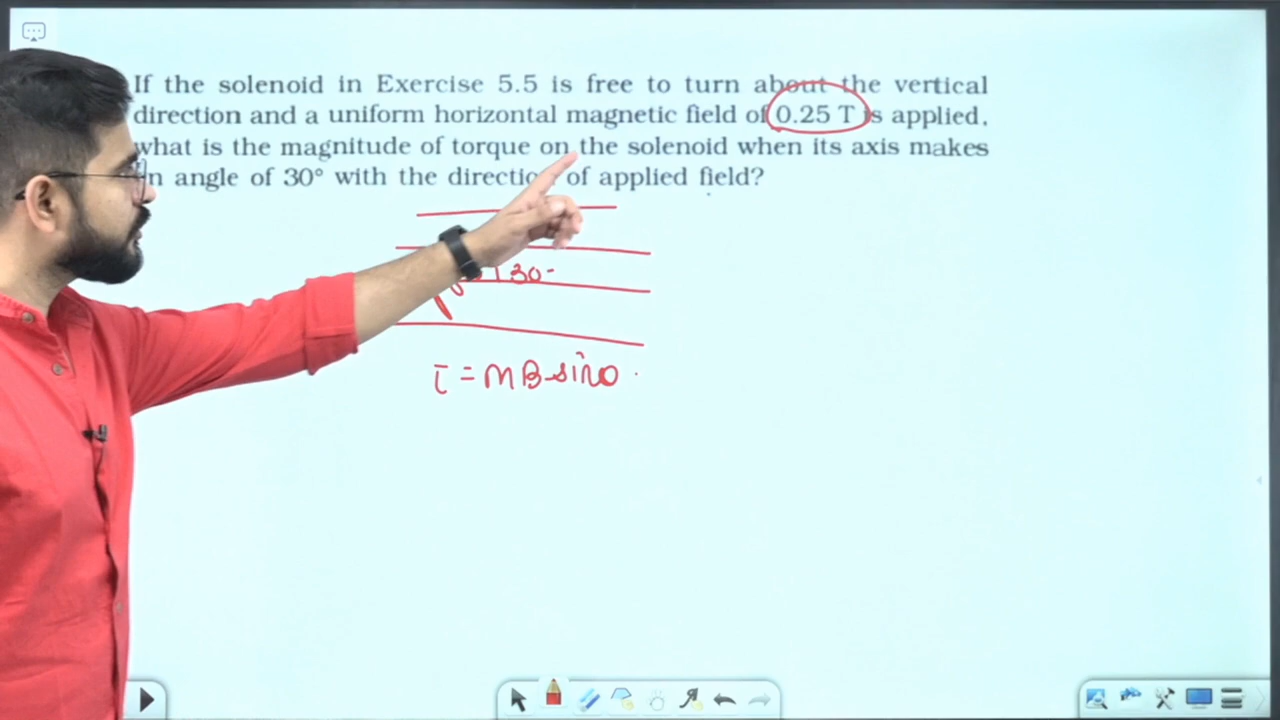 If the solenoid in Exercise 5.5 is free to turn about the vertical
direction and a uniform horizontal magnetic field of 0.25 T is applied,
what is the magnitude of torque on the solenoid when its axis makes
an angle of 30° with the direction of applied field?
30
τ = MB sinθ